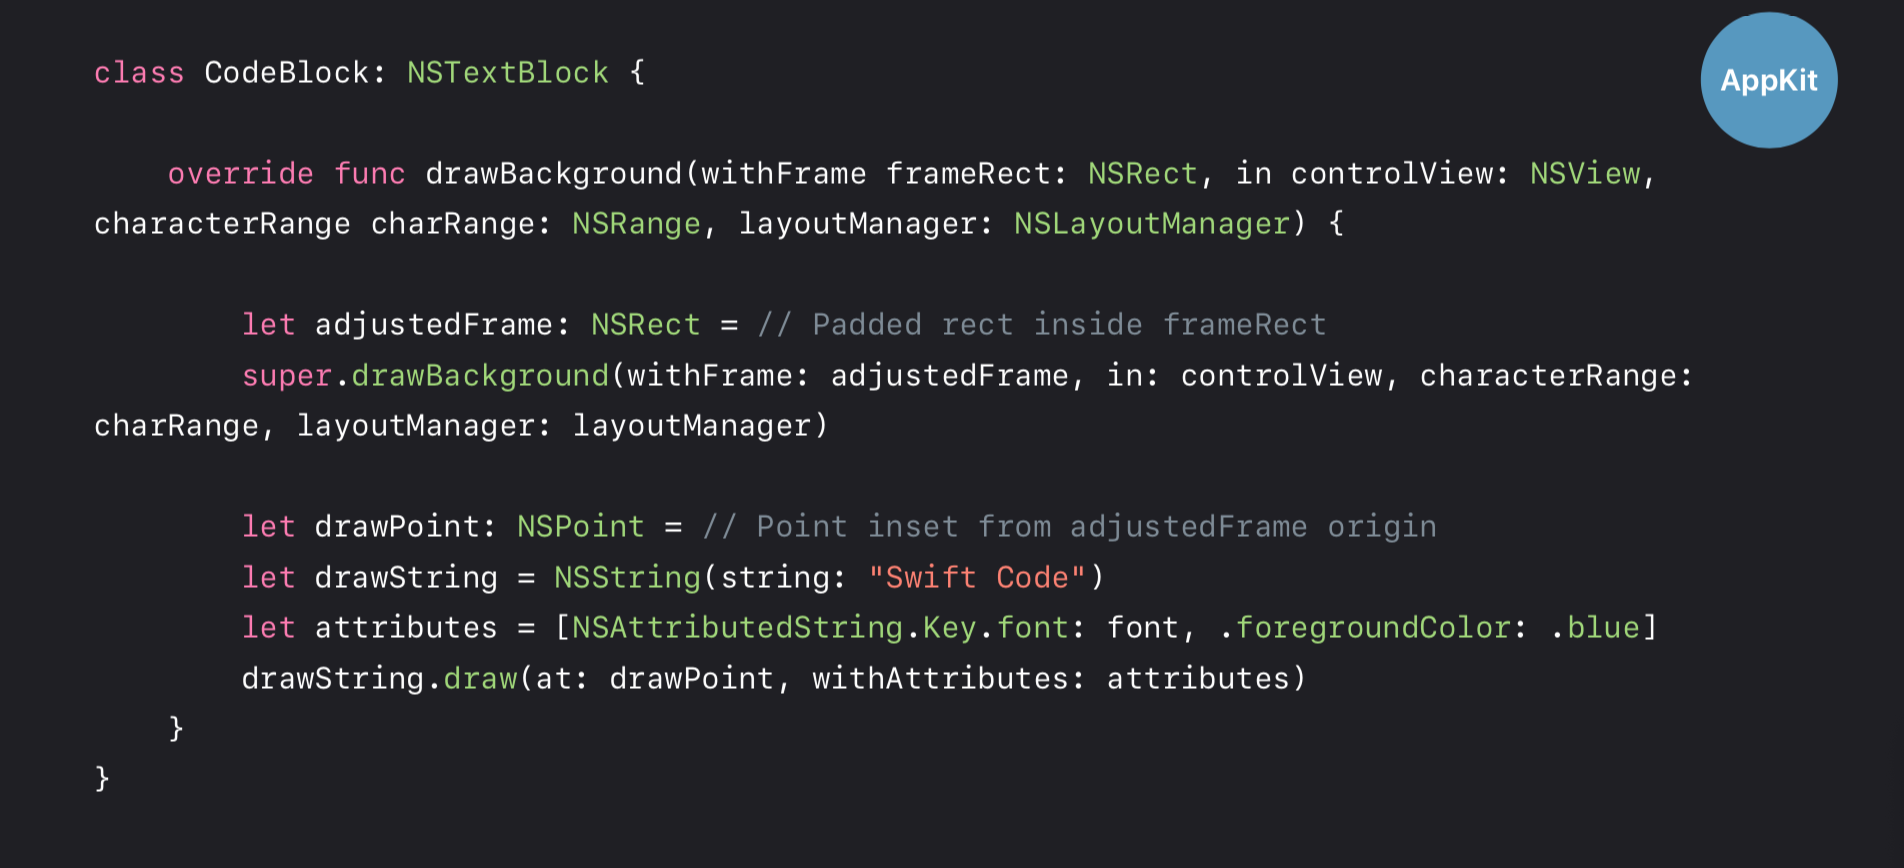 AppKit
class CodeBlock: NSTextBlock {
override func drawBackground(withFrame frameRect: NSRect, in controlView: NSView,
characterRange charRange: NSRange, layoutManager: NSLayoutManager) {
let adjustedFrame: NSRect = // Padded rect inside frameRect
super.drawBackground(withFrame: adjustedFrame, in: controlView, characterRange:
charRange, layoutManager: layoutManager)
let drawPoint: NSPoint = // Point inset from adjustedFrame origin
let drawString = NSString(string: "Swift Code")
let attributes = [NSAttributedString.Key.font: font, .foregroundColor: .blue]
drawString.draw(at: drawPoint, withAttributes: attributes)
}
}